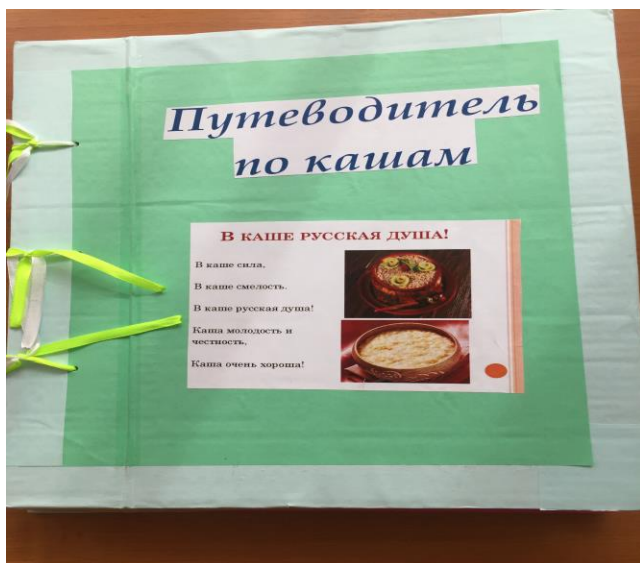 Путеводитель
по кашам
В КАШЕ РУССКАЯ ДУША!
В каше сила,
В каше смелость.
В каше русская душа!
Каша молодость и
честность,
Каша очень хороша!